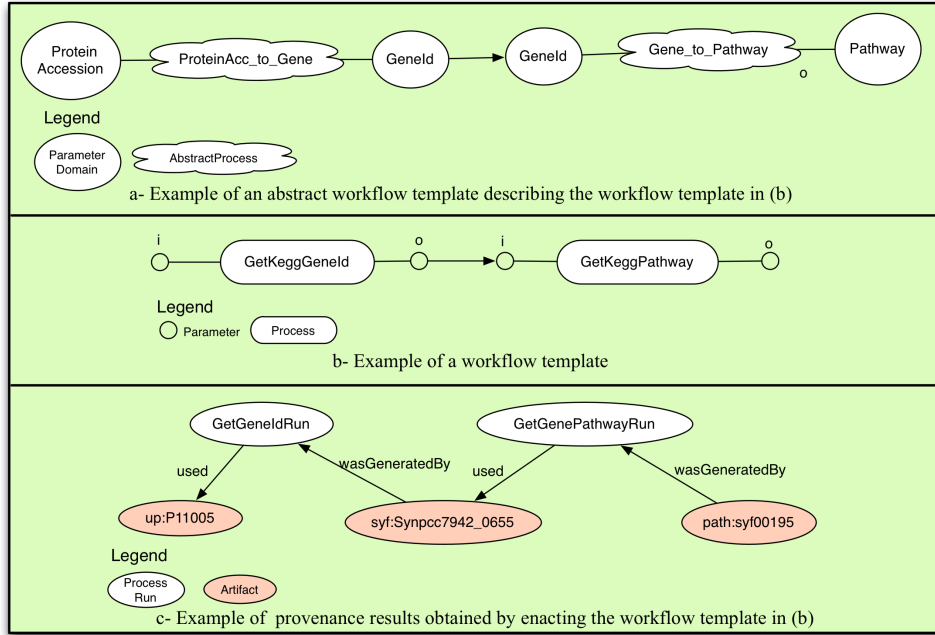 Protein
Accession
ProteinAcc_to_Gene
GeneId
GeneId
Gene_to_Pathway
o
Pathway
Legend
Parameter
Domain
AbstractProcess
a- Example of an abstract workflow template describing the workflow template in (b)
i
GetKeggGeneId
o
i
GetKeggPathway
o
Legend
Parameter
Process
b- Example of a workflow template
GetGeneIdRun
GetGenePathwayRun
used
wasGeneratedBy
used
wasGeneratedBy
up:P11005
syf:Synpcc7942_0655
path:syf00195
Legend
Process
Run
Artifact
c- Example of provenance results obtained by enacting the workflow template in (b)